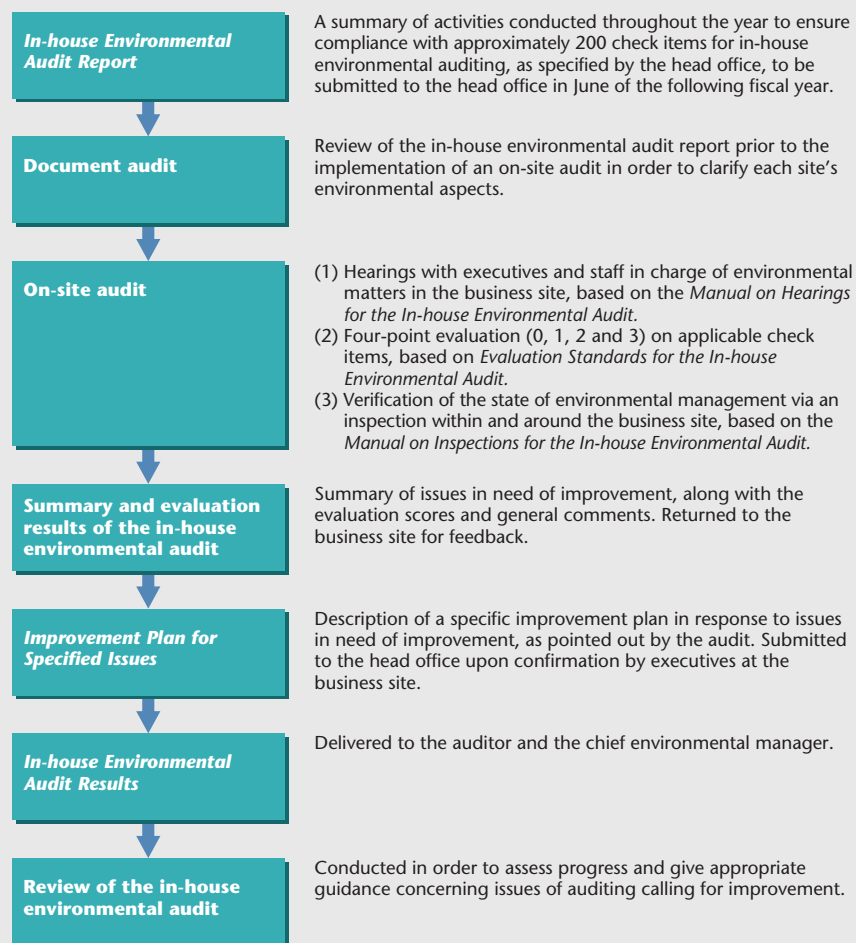 In-house Environmental
Audit Report
A summary of activities conducted throughout the year to ensure
compliance with approximately 200 check items for in-house
environmental auditing, as specified by the head office, to be
submitted to the head office in June of the following fiscal year.
Document audit
Review of the in-house environmental audit report prior to the
implementation of an on-site audit in order to clarify each site's
environmental aspects.
On-site audit
(1) Hearings with executives and staff in charge of environmental
matters in the business site, based on the Manual on Hearings
for the In-house Environmental Audit.
(2) Four-point evaluation (0, 1, 2 and 3) on applicable check
items, based on Evaluation Standards for the In-house
Environmental Audit.
(3) Verification of the state of environmental management via an
inspection within and around the business site, based on the
Manual on Inspections for the In-house Environmental Audit.
Summary and evaluation
results of the in-house
environmental audit
Summary of issues in need of improvement, along with the
evaluation scores and general comments. Returned to the
business site for feedback.
Improvement Plan for
Specified Issues
Description of a specific improvement plan in response to issues
in need of improvement, as pointed out by the audit. Submitted
to the head office upon confirmation by executives at the
business site.
In-house Environmental
Audit Results
Delivered to the auditor and the chief environmental manager.
Review of the in-house
environmental audit
Conducted in order to assess progress and give appropriate
guidance concerning issues of auditing calling for improvement.